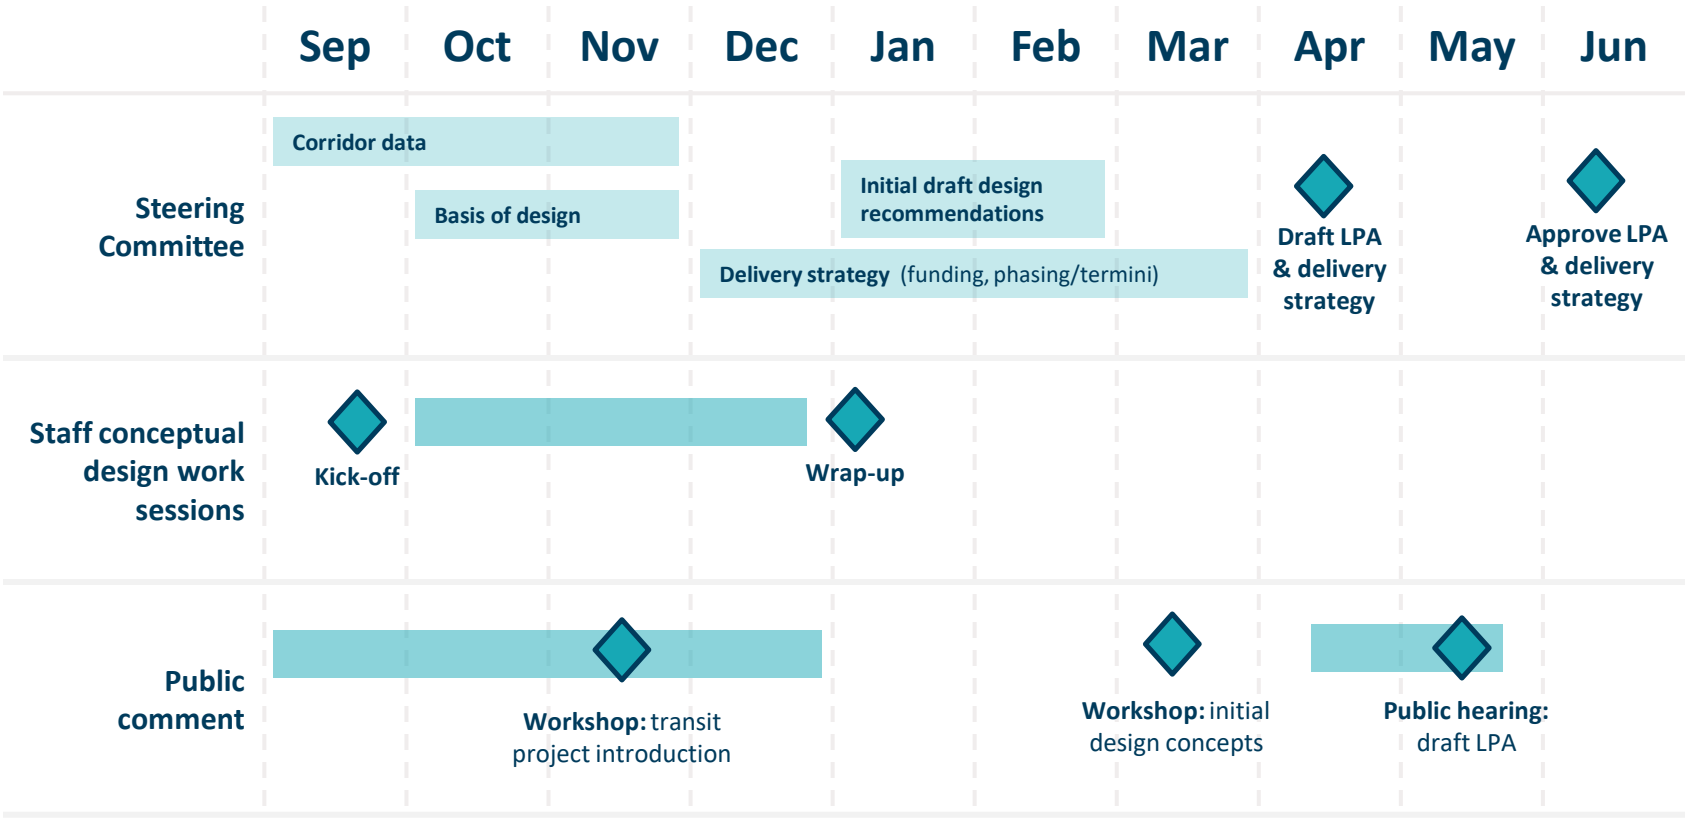 Sep Oct Nov Dec Jan Feb Mar Apr May Jun
Steering
Committee
Corridor data
Basis of design
Initial draft design
recommendations
Delivery strategy (funding, phasing/termini)
Draft LPA
& delivery
strategy
Approve LPA
& delivery
strategy
Staff conceptual
design work
sessions
Kick-off
Wrap-up
Public
comment
Workshop: transit
project introduction
Workshop: initial
design concepts
Public hearing:
draft LPA